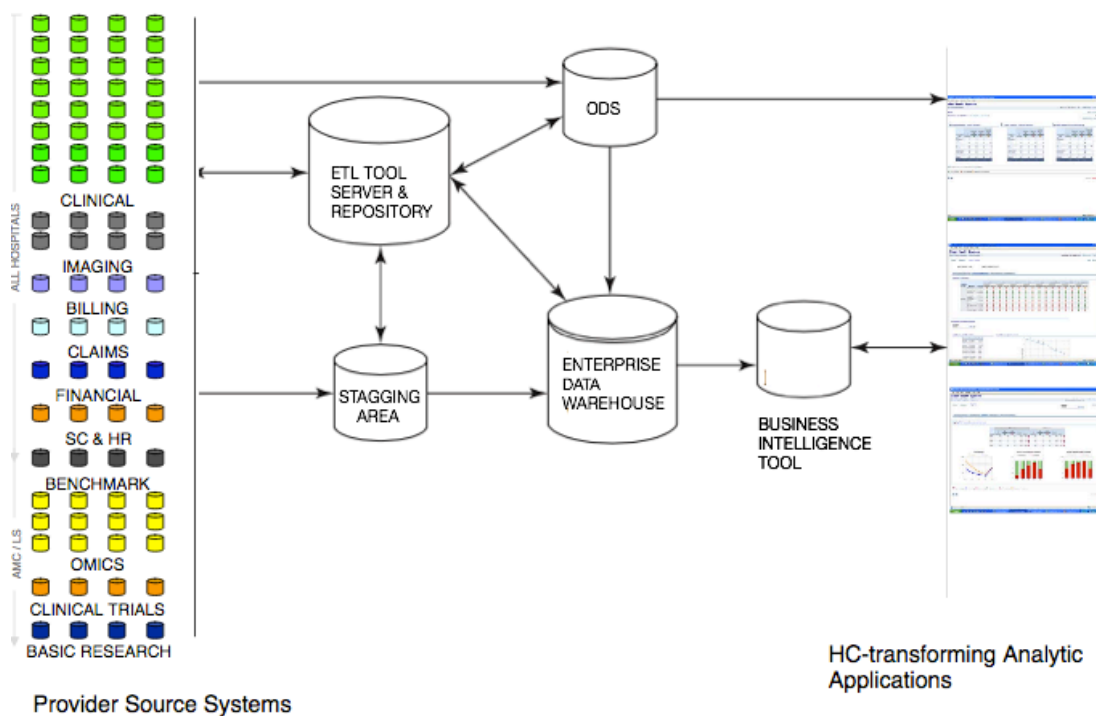 ALL HOSPITALS
AMC / LS
CLINICAL
IMAGING
BILLING
CLAIMS
FINANCIAL
SC & HR
BENCHMARK
OMICS
CLINICAL TRIALS
BASIC RESEARCH
Provider Source Systems
ETL TOOL
SERVER &
REPOSITORY
STAGGING
AREA
ODS
ENTERPRISE
DATA
WAREHOUSE
BUSINESS
INTELLIGENCE
TOOL
HC-transforming Analytic
Applications